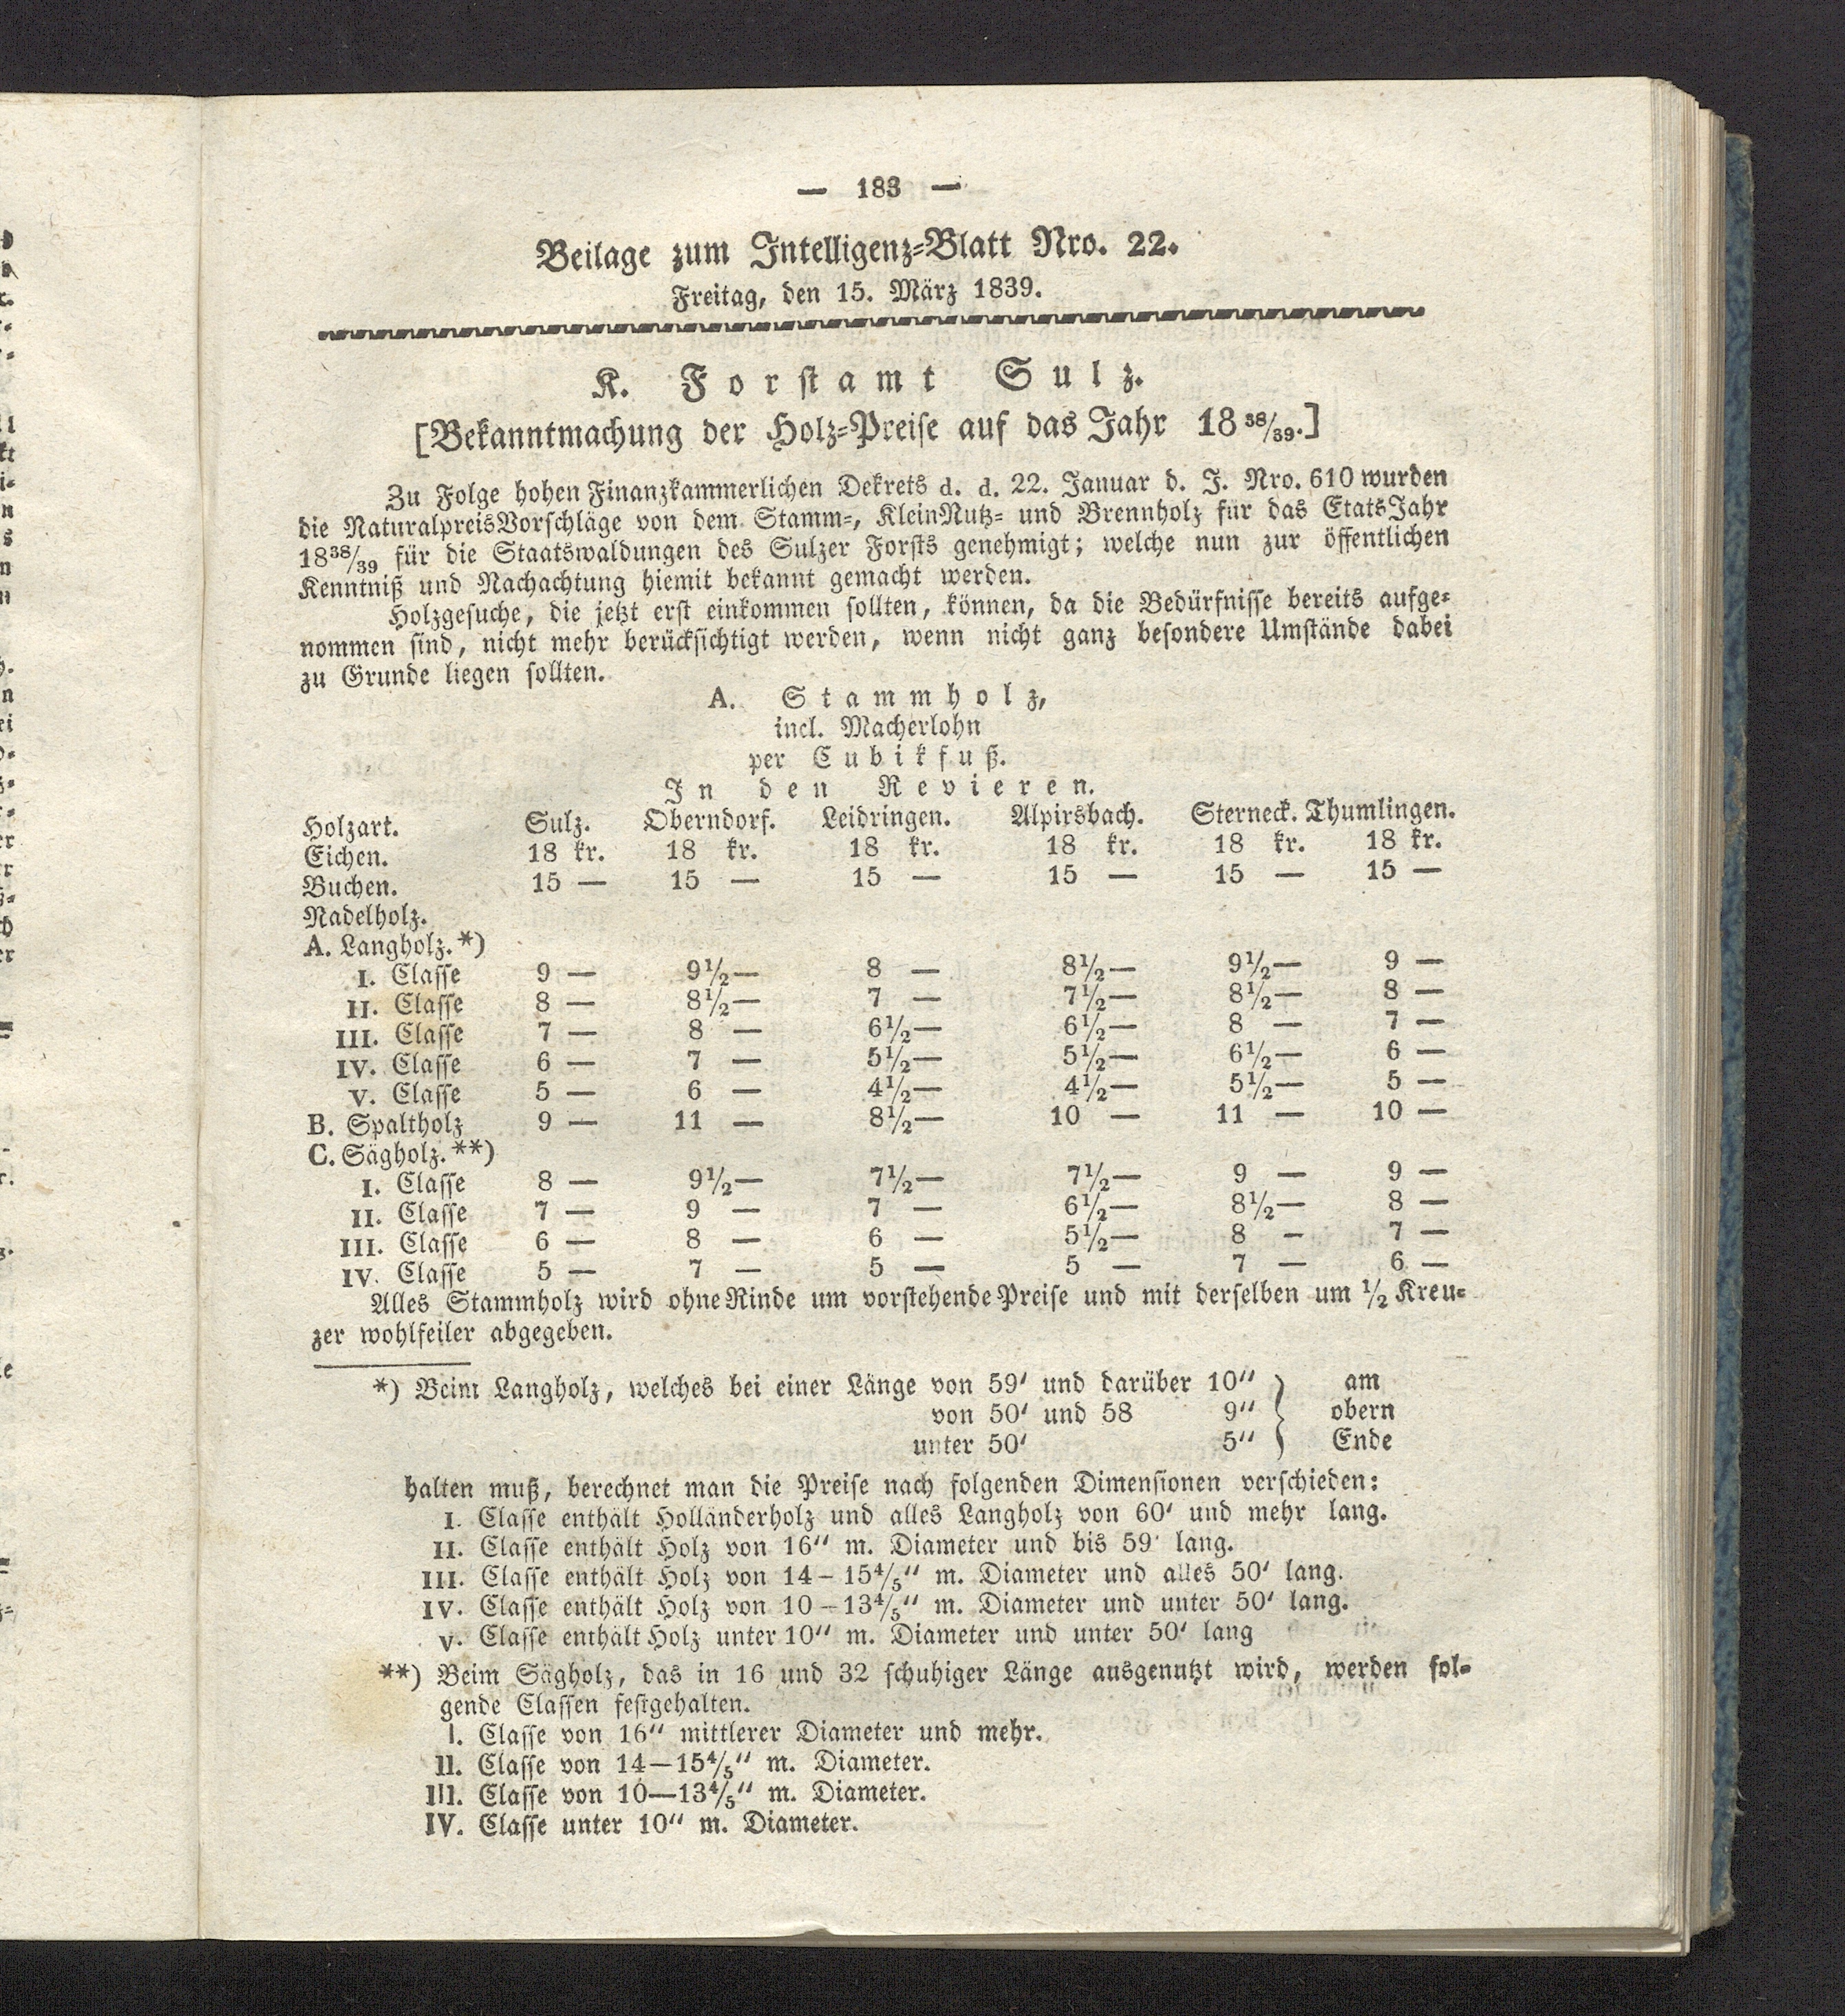 — 183 —
Beilage zum Intelligenz-Blatt Nro. 22.
Freitag, den 15. März 1839.
K. Forstamt Sulz.
[Bekanntmachung der Holz-Preise auf das Jahr 18 38/39.]
Zu Folge hohen Finanzkammerlichen Dekrets d. d. 22. Januar d. J. Nro. 610 wurden
die NaturalpreisVorschläge von dem Stamm-, KleinNutz- und Brennholz für das EtatsJahr
18 38/39 für die Staatswaldungen des Sulzer Forsts genehmigt; welche nun zur öffentlichen
Kenntniß und Nachachtung hiemit bekannt gemacht werden.
Holzgesuche, die jetzt erst einkommen sollten, können, da die Bedürfnisse bereits aufge-
nommen sind, nicht mehr berücksichtigt werden, wenn nicht ganz besondere Umstände dabei
zu Grunde liegen sollten.
A. Stammholz,
incl. Macherlohn
per Cubikfuß.
In den Revieren.
Holzart. Sulz. Oberndorf. Leidringen. Alpirsbach. Sterneck. Thumlingen.
Eichen. 18 kr. 18 kr. 18 kr. 18 kr. 18 kr. 18 kr.
Buchen. 15 — 15 — 15 — 15 — 15 — 15 —
Nadelholz.
A. Langholz.*)
I. Classe 9 — 9½— 8 — 8½— 9½— 9 —
II. Classe 8 — 8½— 7 — 7½— 8½— 8 —
III. Classe 7 — 8 — 6½— 6½— 8 — 7 —
IV. Classe 6 — 7 — 5½— 5½— 6½— 6 —
V. Classe 5 — 6 — 4½— 4½— 5½— 5 —
B. Spaltholz 9 — 11 — 8½— 10 — 11 — 10 —
C. Sägholz.**)
I. Classe 8 — 9½— 7½— 7½— 9 — 9 —
II. Classe 7 — 9 — 7 — 6½— 8½— 8 —
III. Classe 6 — 8 — 6 — 5½— 8 — 7 —
IV. Classe 5 — 7 — 5 — 5 — 7 — 6 —
Alles Stammholz wird ohne Rinde um vorstehende Preise und mit derselben um ½ Kreu-
zer wohlfeiler abgegeben.
*) Beim Langholz, welches bei einer Länge von 59' und darüber 10" } am
von 50' und 58 9" } obern
unter 50' 5" } Ende
halten muß, berechnet man die Preise nach folgenden Dimensionen verschieden:
I. Classe enthält Holländerholz und alles Langholz von 60' und mehr lang.
II. Classe enthält Holz von 16" m. Diameter und bis 59' lang.
III. Classe enthält Holz von 14–15 4/5" m. Diameter und alles 50' lang.
IV. Classe enthält Holz von 10–13 4/5" m. Diameter und unter 50' lang.
V. Classe enthält Holz unter 10" m. Diameter und unter 50' lang
**) Beim Sägholz, das in 16 und 32 schuhiger Länge ausgenutzt wird, werden fol-
gende Classen festgehalten.
I. Classe von 16" mittlerer Diameter und mehr.
II. Classe von 14—15 4/5" m. Diameter.
III. Classe von 10—13 4/5" m. Diameter.
IV. Classe unter 10" m. Diameter.